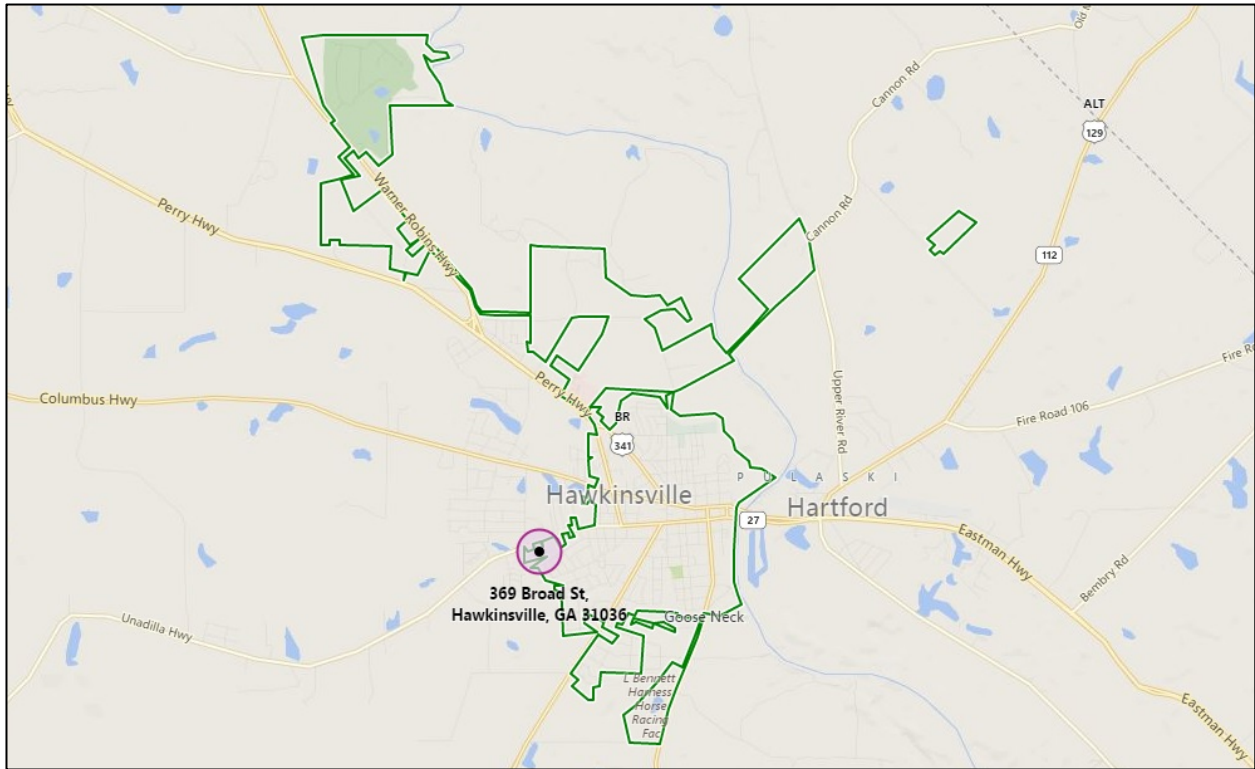 Old M
Cannon Rd
ALT
129
Perry Hwy
Warner Robins Hwy
Cannon Rd
112
Perry Hwy
Columbus Hwy
Upper River Rd
Fire Road 106
Fire Ro
BR
341
PULASKI
Hawkinsville
Hartford
27
Eastman Hwy
Bembry Rd
369 Broad St,
Hawkinsville, GA 31036
Goose Neck
Unadilla Hwy
L Bennett
Harness
Horse
Racing
Fac
Eastman Hwy